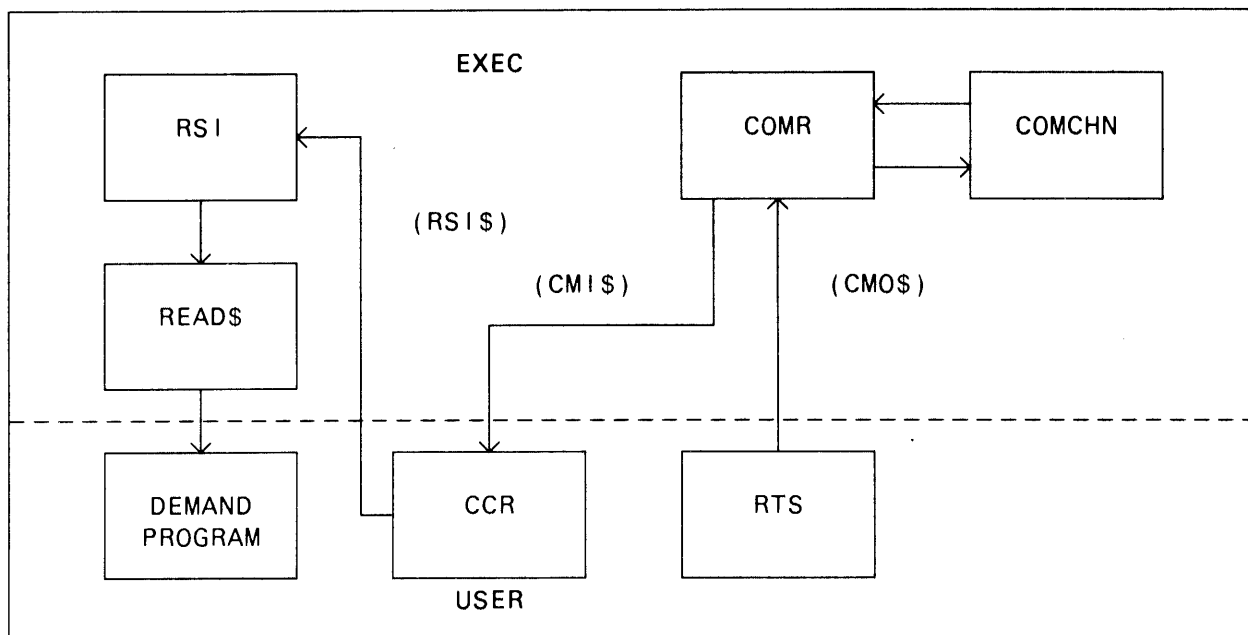 EXEC
RSI
COMR
COMCHN
(RSI$)
(CMI$)
(CMO$)
READ$
DEMAND
PROGRAM
CCR
RTS
USER